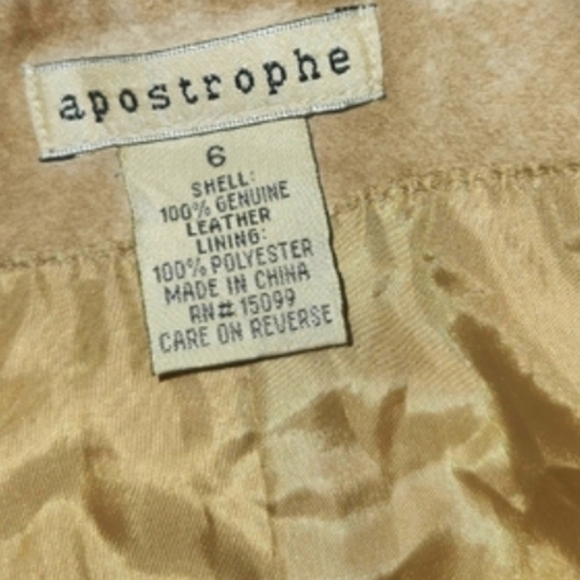 apostrophe
6
SHELL:
100% GENUINE
LEATHER
LINING:
100% POLYESTER
MADE IN CHINA
RN# 15099
CARE ON REVERSE